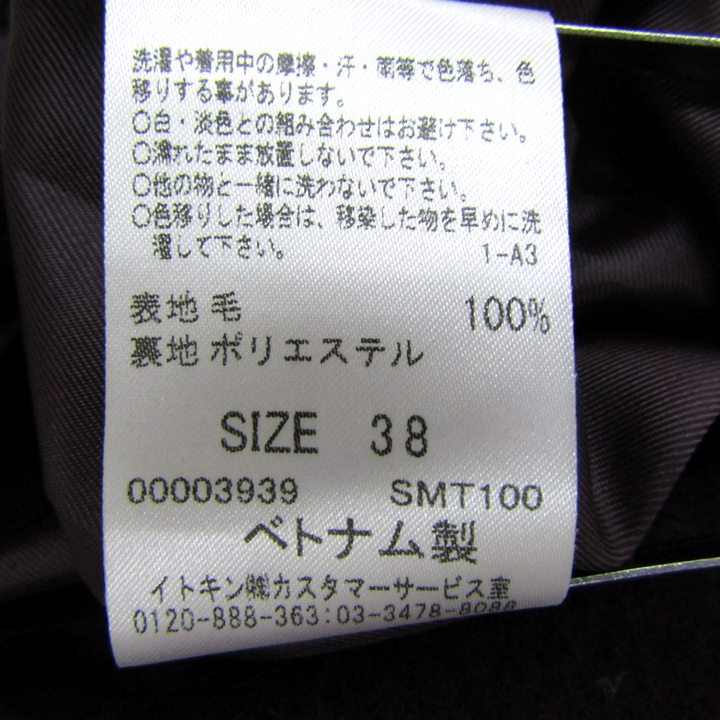 洗濯や着用中の摩擦・汗・雨等で色落ち、色
移りする事があります。
○白・淡色との組み合わせはお避け下さい。
○濡れたまま放置しないで下さい。
○他の物と一緒に洗わないで下さい。
○色移りした場合は、移染した物を早めに洗
濯して下さい。 1-A3
表地 毛 100%
裏地 ポリエステル
SIZE 38
00003939 SMT100
ベトナム製
イトキン㈱カスタマーサービス室
0120-888-363:03-3478-8088